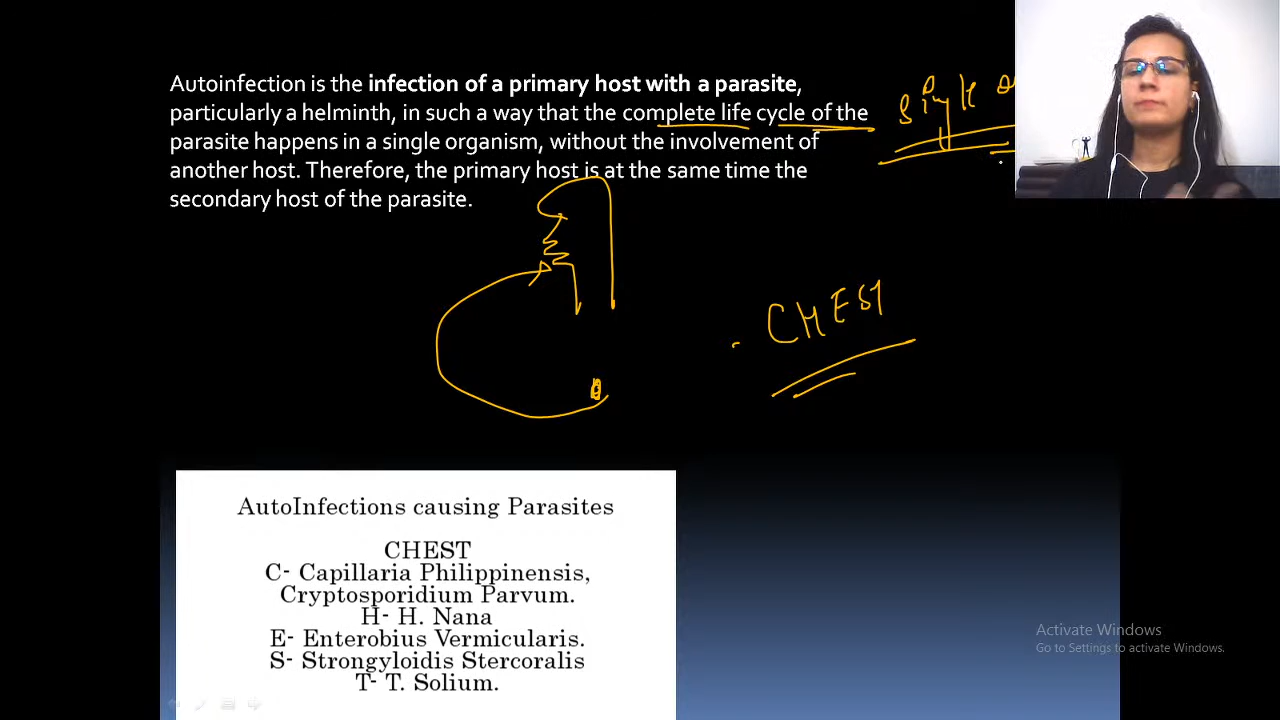 Autoinfection is the infection of a primary host with a parasite,
particularly a helminth, in such a way that the complete life cycle of the
parasite happens in a single organism, without the involvement of
another host. Therefore, the primary host is at the same time the
secondary host of the parasite.
CHEST
AutoInfections causing Parasites
CHEST
C- Capillaria Philippinensis,
Cryptosporidium Parvum.
H- H. Nana
E- Enterobius Vermicularis.
S- Strongyloidis Stercoralis
T- T. Solium.
Activate Windows
Go to Settings to activate Windows.